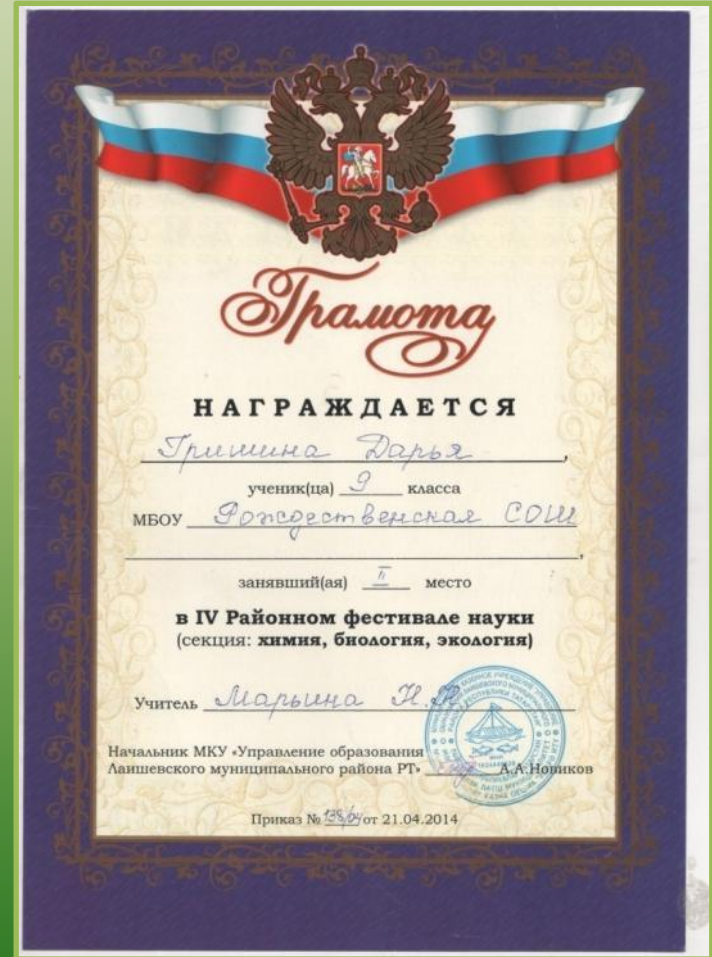 Грамота
НАГРАЖДАЕТСЯ
Гришина Дарья,
ученик(ца) 9 класса
МБОУ Рождественская СОШ
занявший(ая) II место
в IV Районном фестивале науки
(секция: химия, биология, экология)
Учитель Марьина Н.
Начальник МКУ «Управление образования
Лаишевского муниципального района РТ» А.А.Новиков
Приказ № от 21.04.2014